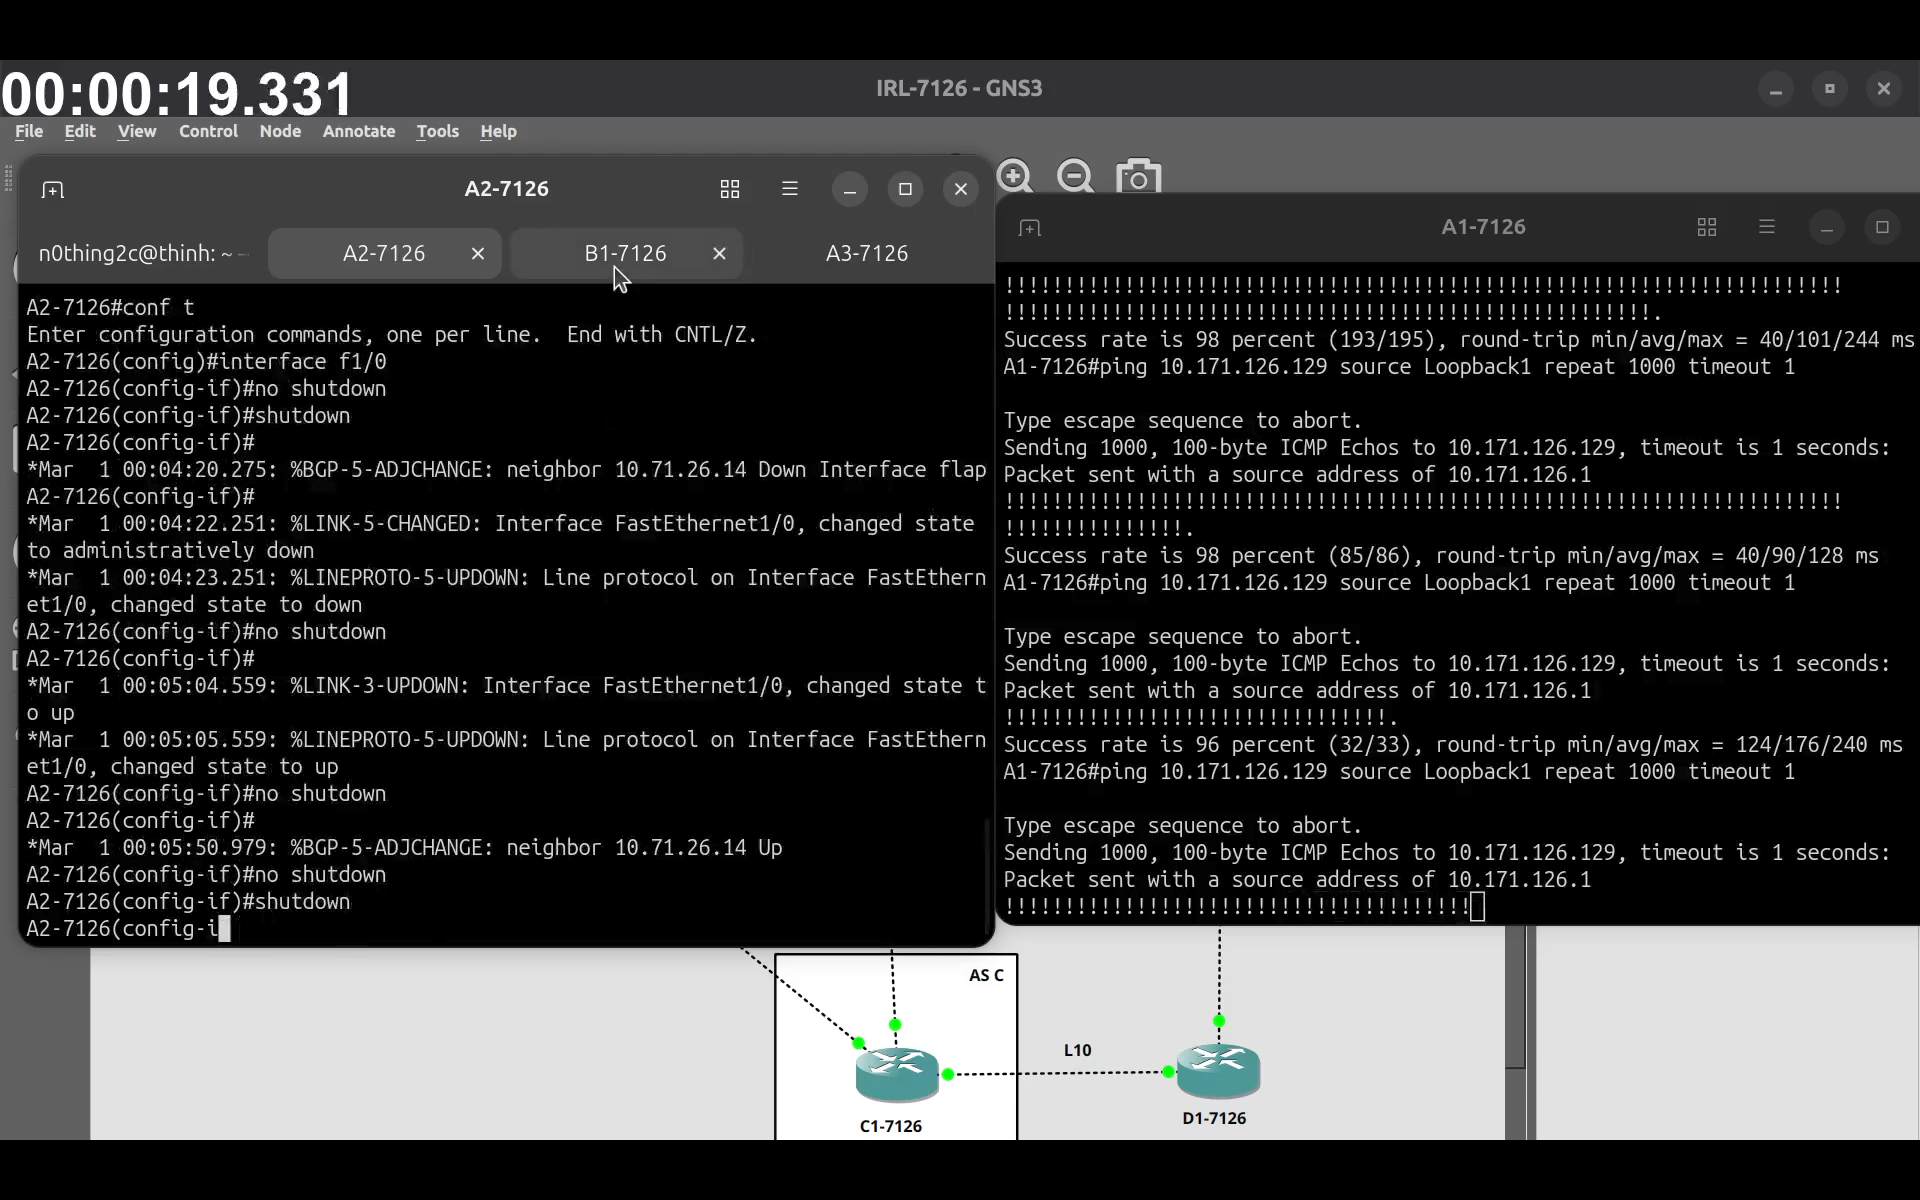 00:00:19.331
IRL-7126 - GNS3
File Edit View Control Node Annotate Tools Help
A2-7126
n0thing2c@thinh: ~
A2-7126
B1-7126
A3-7126
A2-7126#conf t
Enter configuration commands, one per line.  End with CNTL/Z.
A2-7126(config)#interface f1/0
A2-7126(config-if)#no shutdown
A2-7126(config-if)#shutdown
A2-7126(config-if)#
*Mar  1 00:04:20.275: %BGP-5-ADJCHANGE: neighbor 10.71.26.14 Down Interface flap
A2-7126(config-if)#
*Mar  1 00:04:22.251: %LINK-5-CHANGED: Interface FastEthernet1/0, changed state
to administratively down
*Mar  1 00:04:23.251: %LINEPROTO-5-UPDOWN: Line protocol on Interface FastEthern
et1/0, changed state to down
A2-7126(config-if)#no shutdown
A2-7126(config-if)#
*Mar  1 00:05:04.559: %LINK-3-UPDOWN: Interface FastEthernet1/0, changed state t
o up
*Mar  1 00:05:05.559: %LINEPROTO-5-UPDOWN: Line protocol on Interface FastEthern
et1/0, changed state to up
A2-7126(config-if)#no shutdown
A2-7126(config-if)#
*Mar  1 00:05:50.979: %BGP-5-ADJCHANGE: neighbor 10.71.26.14 Up
A2-7126(config-if)#no shutdown
A2-7126(config-if)#shutdown
A2-7126(config-i
A1-7126
!!!!!!!!!!!!!!!!!!!!!!!!!!!!!!!!!!!!!!!!!!!!!!!!!!!!!!!!!!!!!!!!!!!!!!
!!!!!!!!!!!!!!!!!!!!!!!!!!!!!!!!!!!!!!!!!!!!!!!!!!!!!!.
Success rate is 98 percent (193/195), round-trip min/avg/max = 40/101/244 ms
A1-7126#ping 10.171.126.129 source Loopback1 repeat 1000 timeout 1
Type escape sequence to abort.
Sending 1000, 100-byte ICMP Echos to 10.171.126.129, timeout is 1 seconds:
Packet sent with a source address of 10.171.126.1
!!!!!!!!!!!!!!!!!!!!!!!!!!!!!!!!!!!!!!!!!!!!!!!!!!!!!!!!!!!!!!!!!!!!!!
!!!!!!!!!!!!!!!.
Success rate is 98 percent (85/86), round-trip min/avg/max = 40/90/128 ms
A1-7126#ping 10.171.126.129 source Loopback1 repeat 1000 timeout 1
Type escape sequence to abort.
Sending 1000, 100-byte ICMP Echos to 10.171.126.129, timeout is 1 seconds:
Packet sent with a source address of 10.171.126.1
!!!!!!!!!!!!!!!!!!!!!!!!!!!!!!!!.
Success rate is 96 percent (32/33), round-trip min/avg/max = 124/176/240 ms
A1-7126#ping 10.171.126.129 source Loopback1 repeat 1000 timeout 1
Type escape sequence to abort.
Sending 1000, 100-byte ICMP Echos to 10.171.126.129, timeout is 1 seconds:
Packet sent with a source address of 10.171.126.1
!!!!!!!!!!!!!!!!!!!!!!!!!!!!!!!!!!!!!!!
AS C
L10
C1-7126
D1-7126